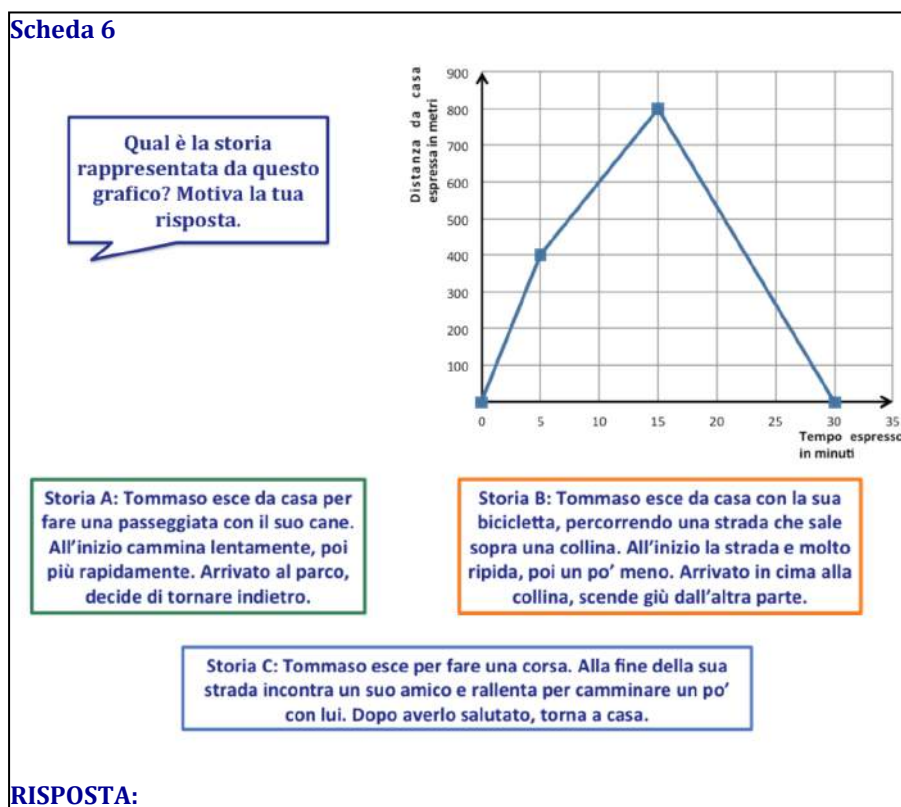 Scheda 6
Qual è la storia
rappresentata da questo
grafico? Motiva la tua
risposta.
Distanza da casa
espressa in metri
900
800
700
600
500
400
300
200
100
0
5
10
15
20
25
30
35
Tempo espresso
in minuti
Storia A: Tommaso esce da casa per
fare una passeggiata con il suo cane.
All'inizio cammina lentamente, poi
più rapidamente. Arrivato al parco,
decide di tornare indietro.
Storia B: Tommaso esce da casa con la sua
bicicletta, percorrendo una strada che sale
sopra una collina. All'inizio la strada e molto
ripida, poi un po' meno. Arrivato in cima alla
collina, scende giù dall'altra parte.
Storia C: Tommaso esce per fare una corsa. Alla fine della sua
strada incontra un suo amico e rallenta per camminare un po'
con lui. Dopo averlo salutato, torna a casa.
RISPOSTA: